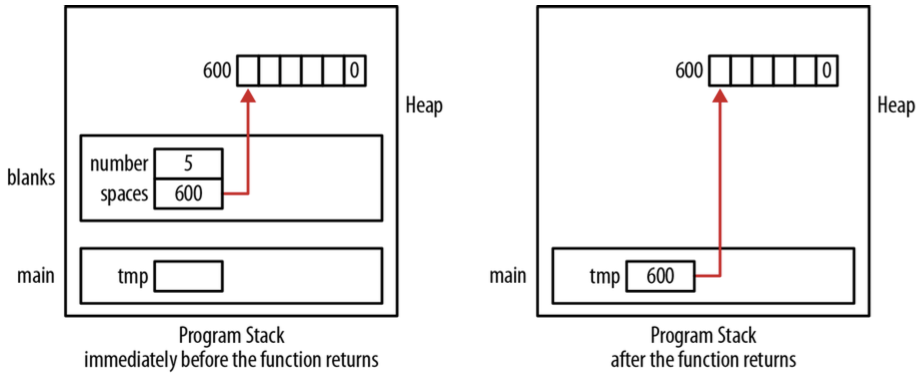 600 0
Heap
number 5
blanks
spaces 600
main
tmp
Program Stack
immediately before the function returns
600 0
Heap
main
tmp 600
Program Stack
after the function returns